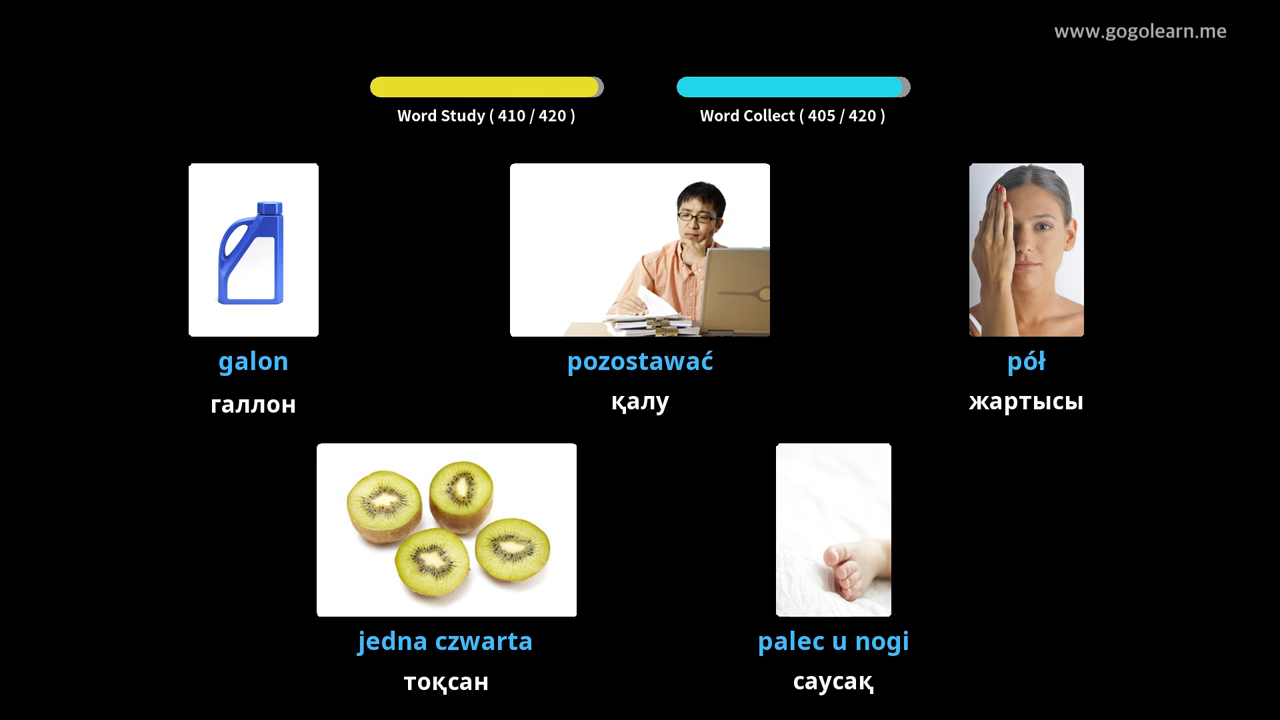 www.gogolearn.me
Word Study ( 410 / 420 )
Word Collect ( 405 / 420 )
galon
pozostawać
pół
галлон
қалу
жартысы
jedna czwarta
palec u nogi
тоқсан
саусақ